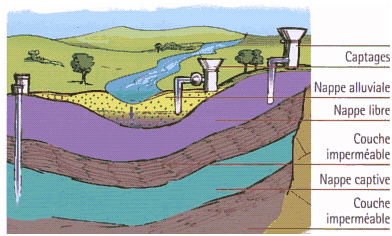 Captages
Nappe alluviale
Nappe libre
Couche
imperméable
Nappe captive
Couche
imperméable